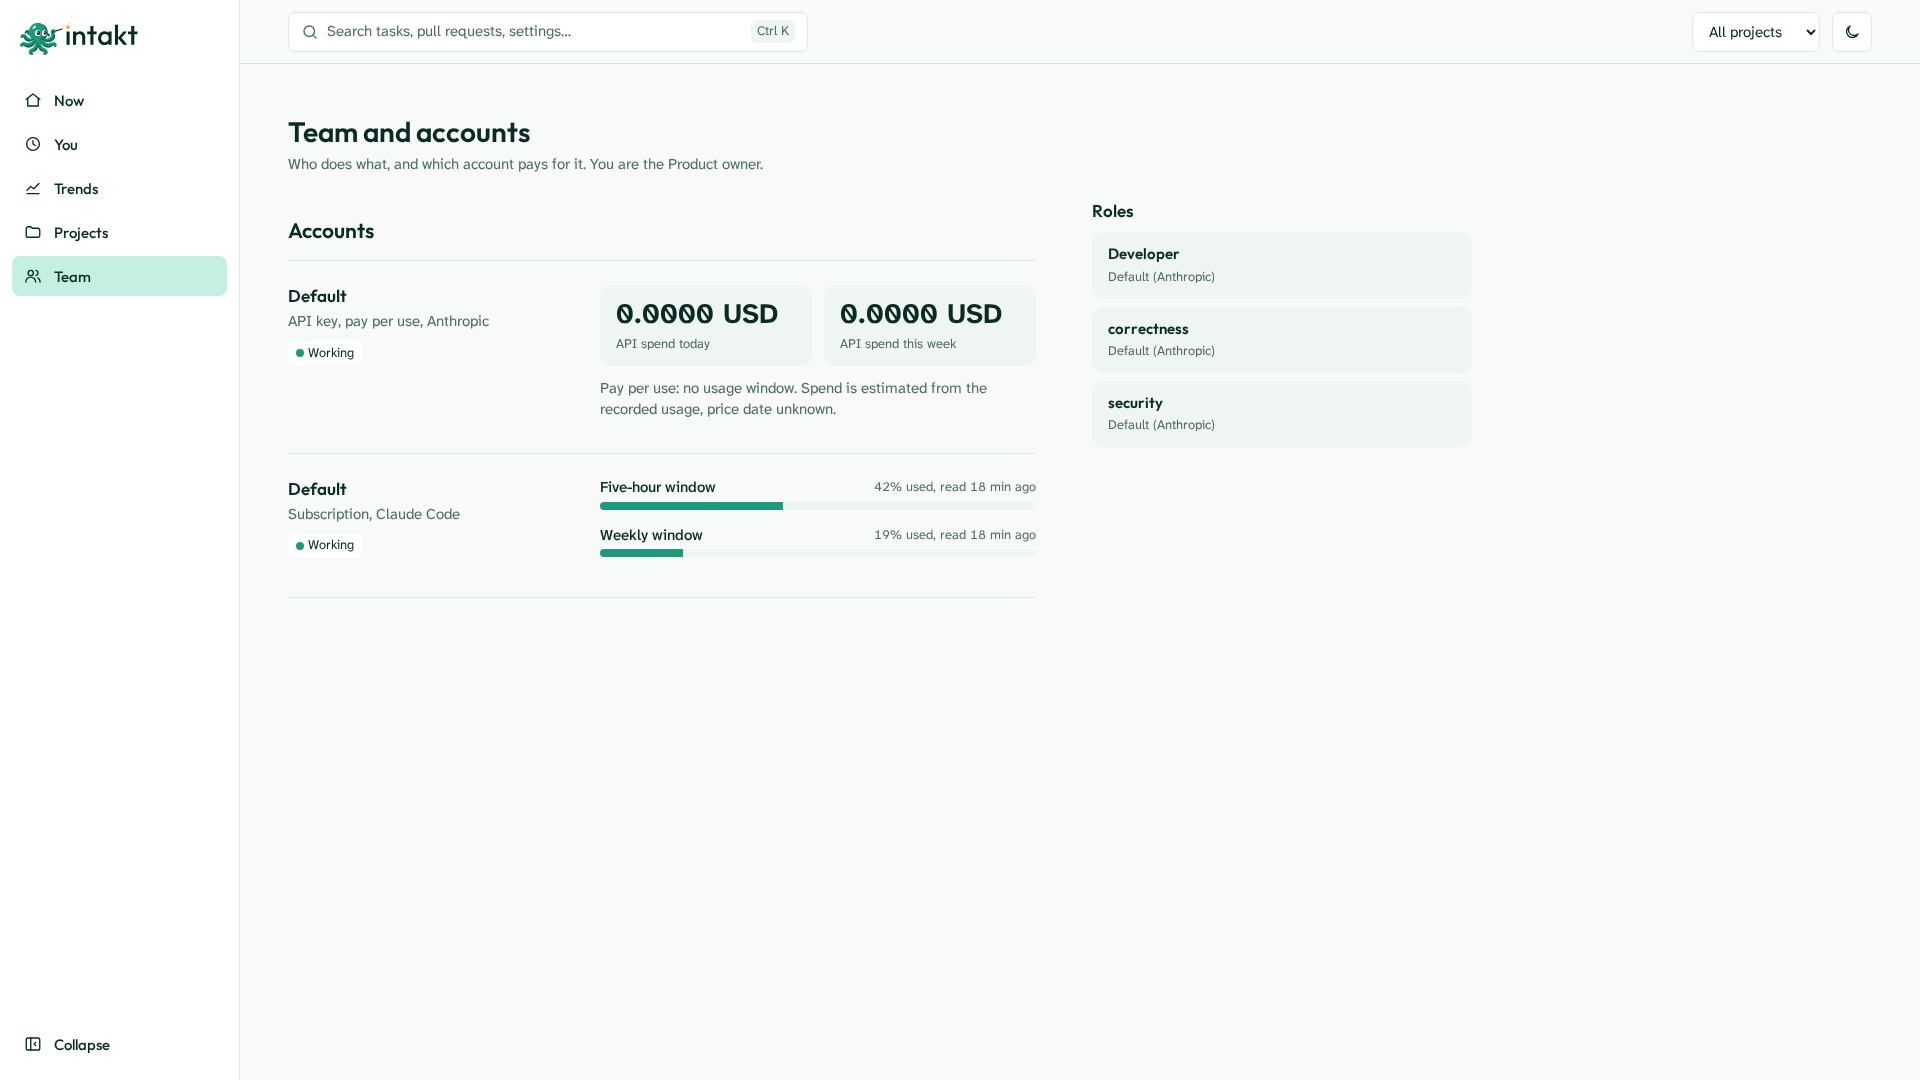 intakt
Search tasks, pull requests, settings...
Ctrl K
All projects
Now
You
Trends
Projects
Team
Collapse
Team and accounts
Who does what, and which account pays for it. You are the Product owner.
Accounts
Default
API key, pay per use, Anthropic
Working
0.0000 USD
API spend today
0.0000 USD
API spend this week
Pay per use: no usage window. Spend is estimated from the
recorded usage, price date unknown.
Default
Subscription, Claude Code
Working
Five-hour window
42% used, read 18 min ago
Weekly window
19% used, read 18 min ago
Roles
Developer
Default (Anthropic)
correctness
Default (Anthropic)
security
Default (Anthropic)